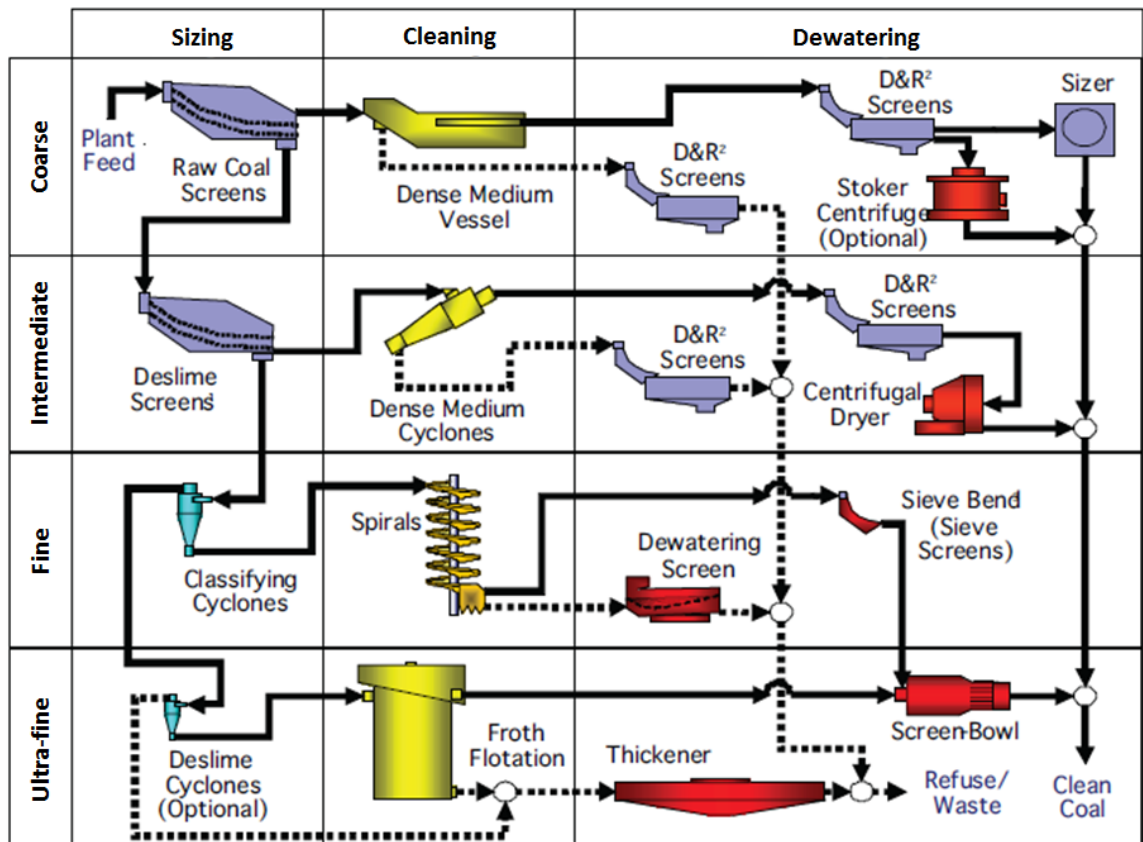 Sizing
Cleaning
Dewatering
Coarse
Plant .
Feed
Raw Coal
Screens
Dense Medium
Vessel
D&R²
Screens
D&R²
Screens
Sizer
Stoker
Centrifuge
(Optional)
Intermediate
Deslime
Screens
Dense Medium
Cyclones
D&R²
Screens
D&R²
Screens
Centrifugal
Dryer
Fine
Classifying
Cyclones
Spirals
Dewatering
Screen
Sieve Bend
(Sieve
Screens)
Ultra-fine
Deslime
Cyclones
(Optional)
Froth
Flotation
Thickener
Screen-Bowl
Refuse/
Waste
Clean
Coal